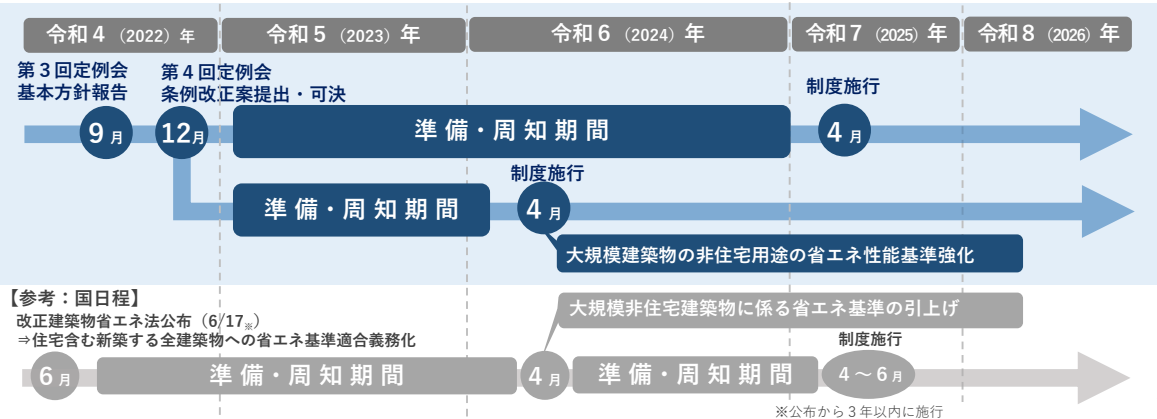 令和４（2022）年
令和５（2023）年
令和６（2024）年
令和７（2025）年
令和８（2026）年
第３回定例会
基本方針報告
第４回定例会
条例改正案提出・可決
制度施行
9月
12月
準備・周知期間
4月
制度施行
準備・周知期間
4月
大規模建築物の非住宅用途の省エネ性能基準強化
【参考：国日程】
改正建築物省エネ法公布（6/17※）
⇒住宅含む新築する全建築物への省エネ基準適合義務化
大規模非住宅建築物に係る省エネ基準の引上げ
制度施行
6月
準備・周知期間
4月
準備・周知期間
4～6月
※公布から３年以内に施行